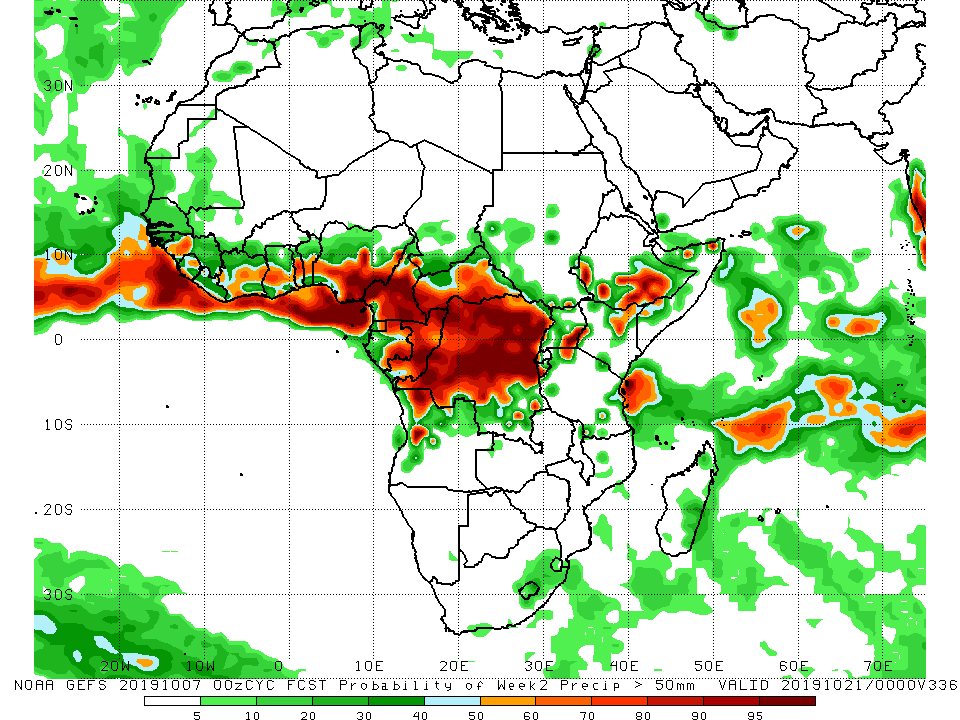 30N
20N
10N
0
10S
20S
30S
20W 10W 0 10E 20E 30E 40E 50E 60E 70E
NOAA GEFS 20191007 00zCYC FCST Probability of Week2 Precip > 50mm VALID 20191021/0000V336
5 10 20 30 40 50 60 70 80 90 95